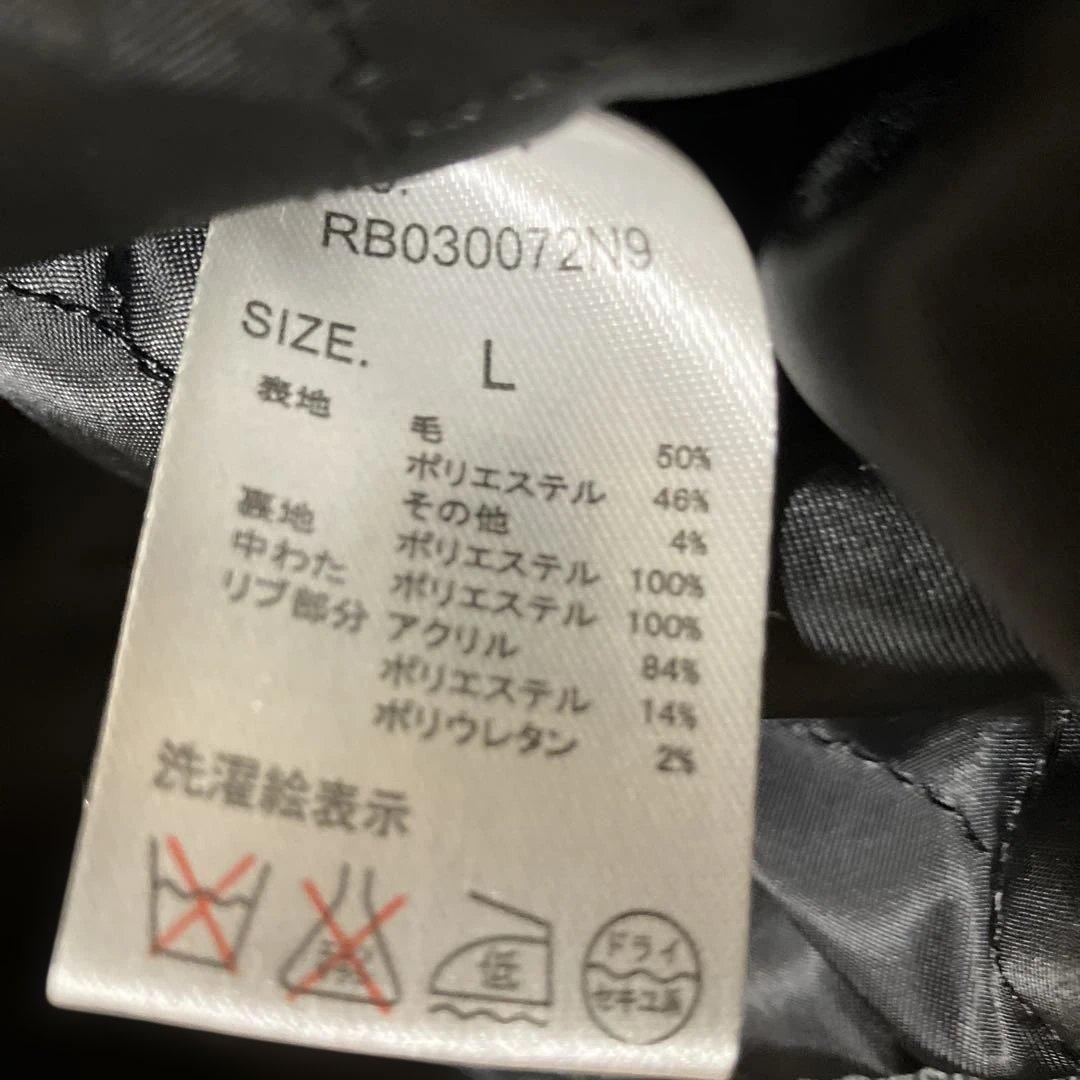 RB030072N9
SIZE. L
表地 毛 50%
ポリエステル 46%
その他 4%
裏地 ポリエステル 100%
中わた ポリエステル 100%
リブ部分 アクリル 84%
ポリエステル 14%
ポリウレタン 2%
洗濯絵表示
低
ドライ
セキユ系